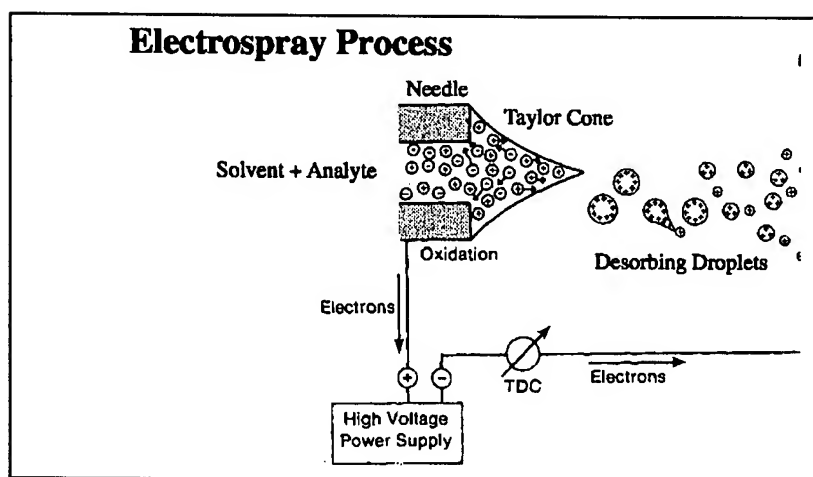 Electrospray Process
Needle
Taylor Cone
Solvent + Analyte
Oxidation
Desorbing Droplets
Electrons
+
−
TDC
Electrons
High Voltage
Power Supply